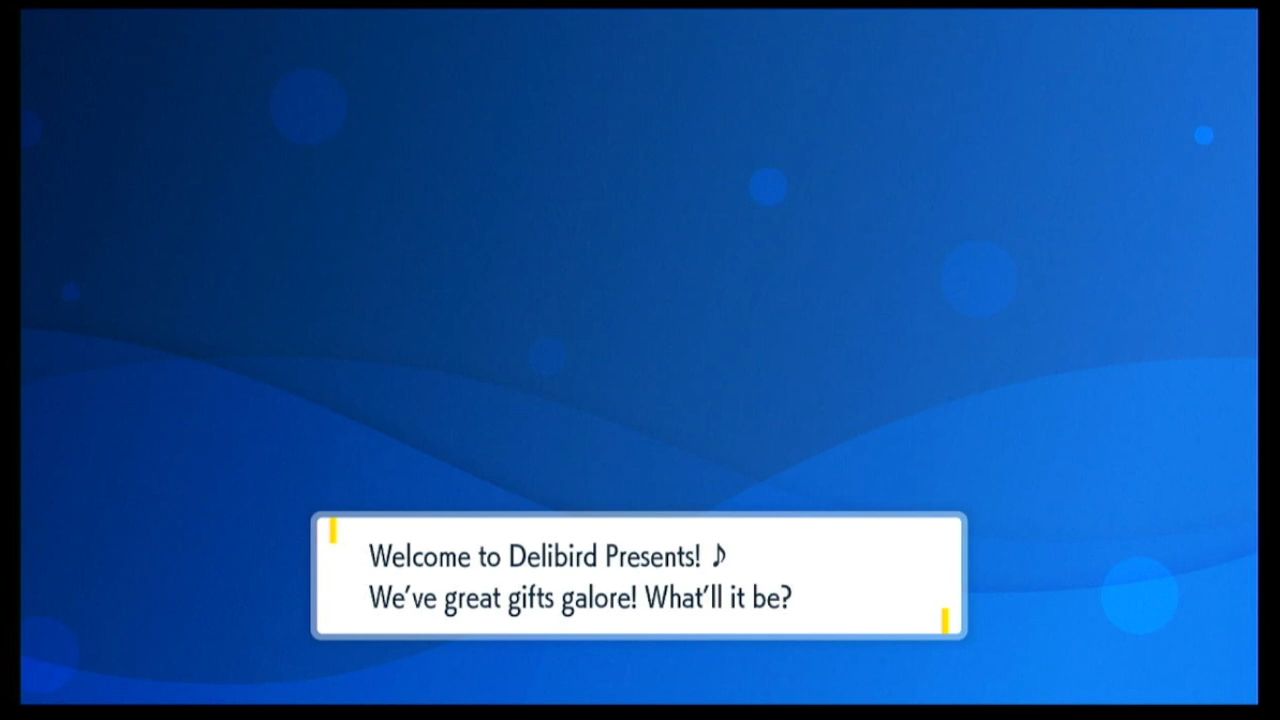 Welcome to Delibird Presents! ♪
We've great gifts galore! What'll it be?